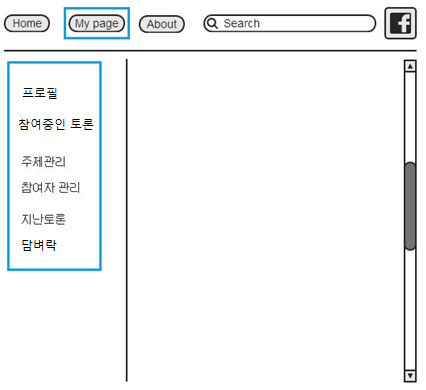 Home
My page
About
Search
f
프로필
참여중인 토론
주제관리
참여자 관리
지난토론
담벼락